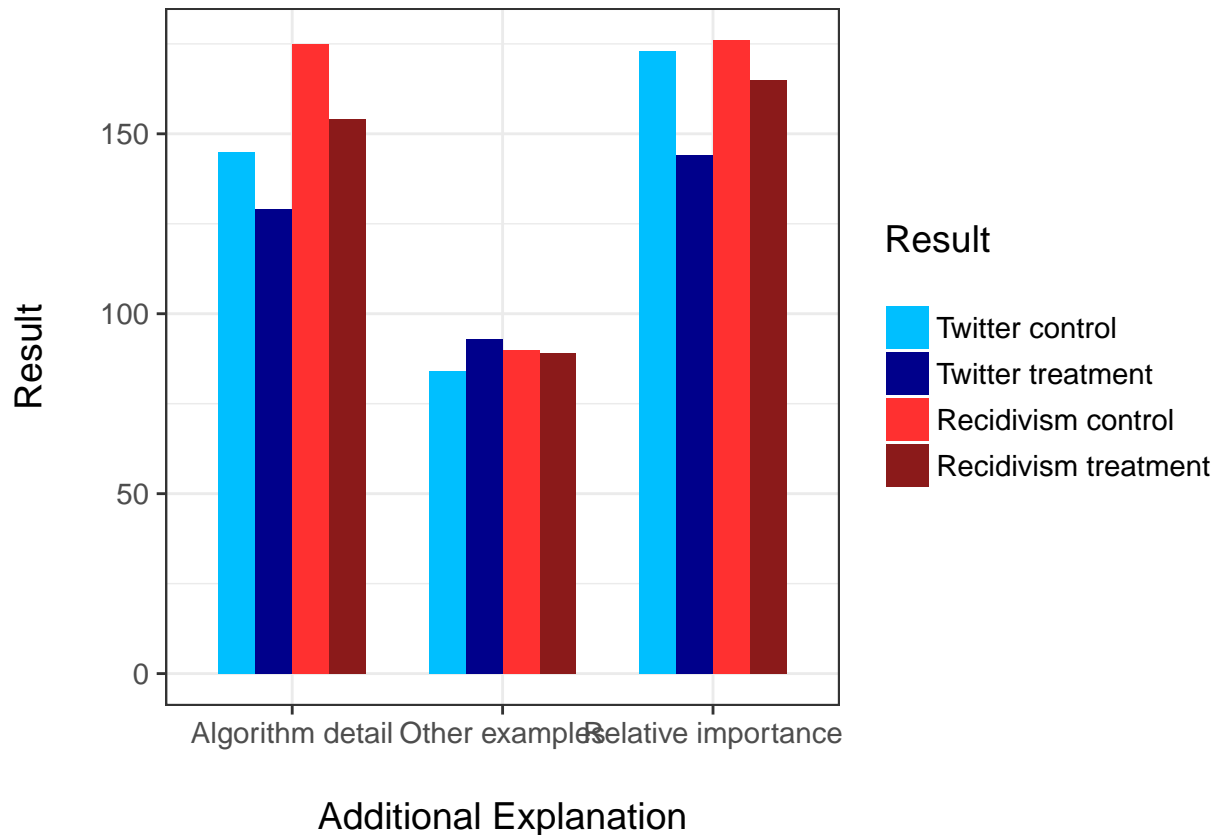 Result
150
100
50
0
Algorithm detail Other examples Relative importance
Additional Explanation
Result
Twitter control
Twitter treatment
Recidivism control
Recidivism treatment